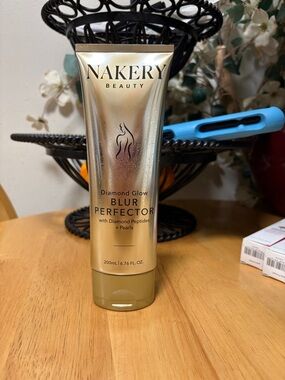 NAKERY
BEAUTY
Diamond Glow
BLUR
PERFECTOR
with Diamond Peptides
+ Pearls
200mL | 6.76 FL. OZ.